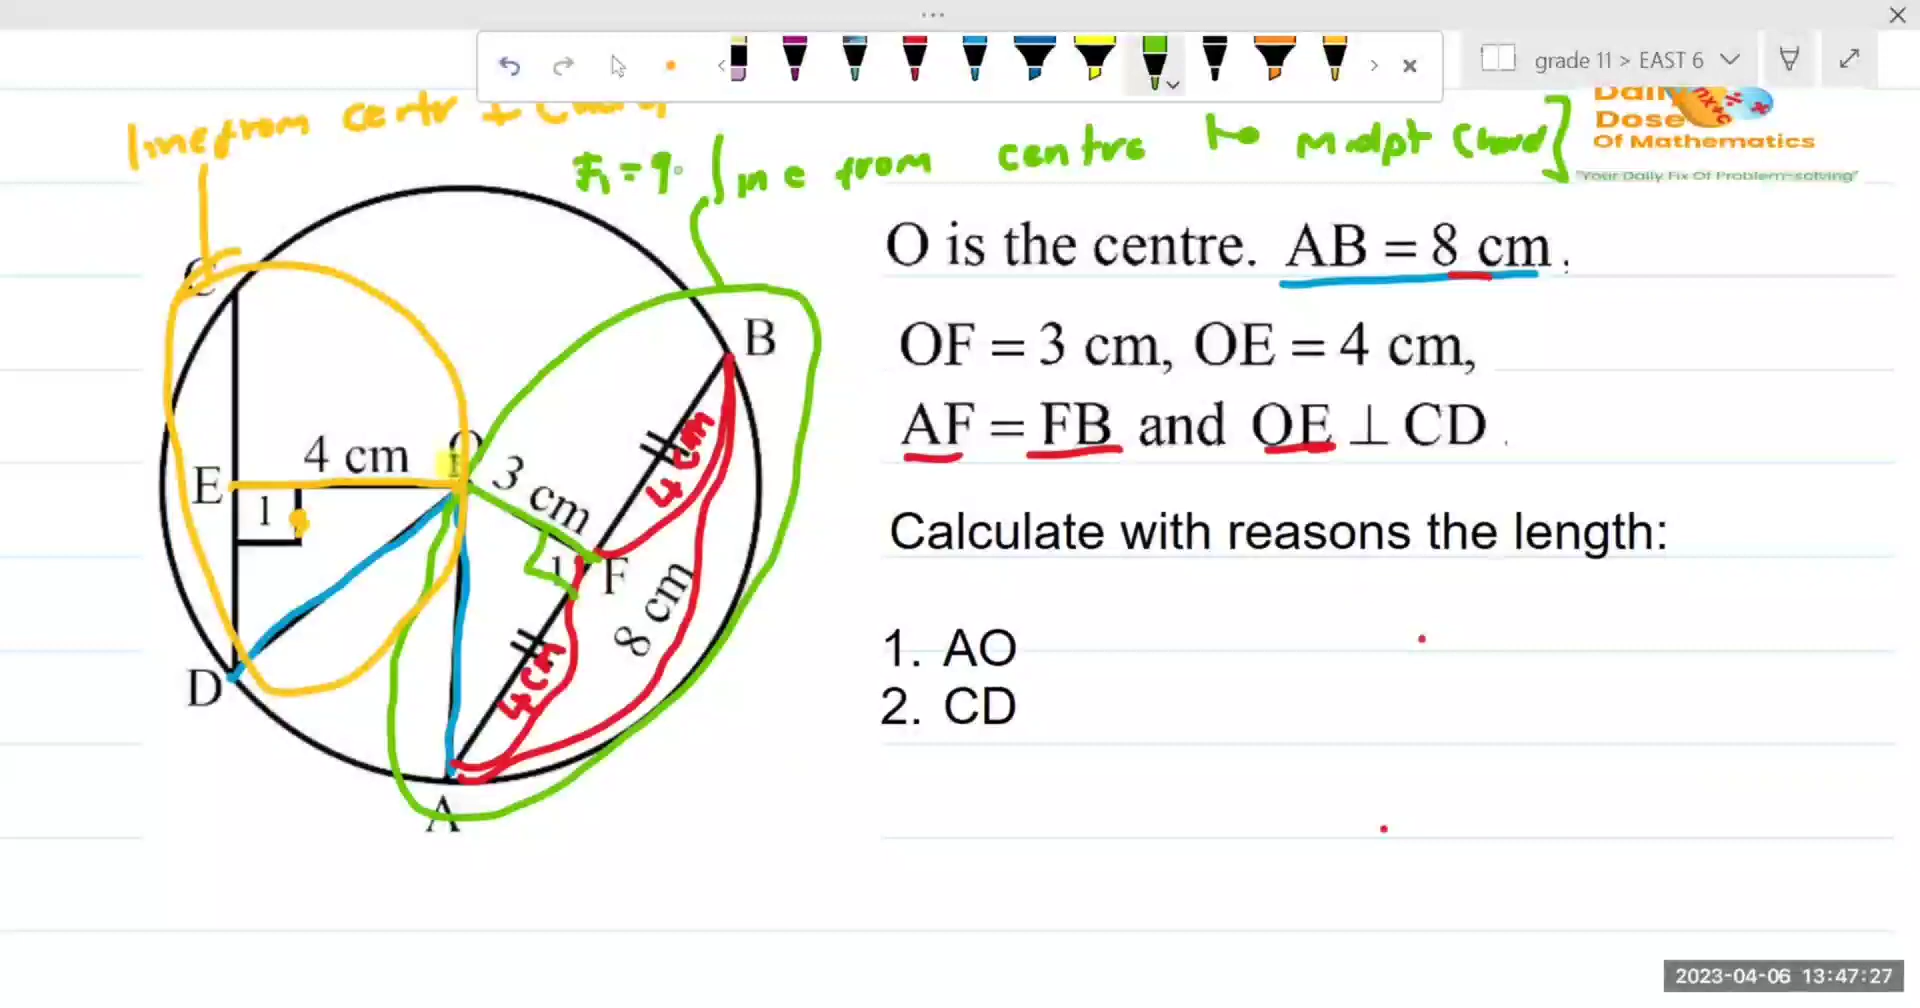 grade 11 > EAST 6
line from centr ⊥ Chord
F̂1 = 9° [line from centre to midpt Chord]
Daily
Dose
Of Mathematics
"Your Daily Fix Of Problem-solving"
O is the centre. AB = 8 cm.
OF = 3 cm, OE = 4 cm,
AF = FB and OE ⊥ CD.
Calculate with reasons the length:
1. AO
2. CD
C
B
O
4 cm
E
1
3 cm
4cm
1
F
8 cm
4cm
D
A
2023-04-06 13:47:27